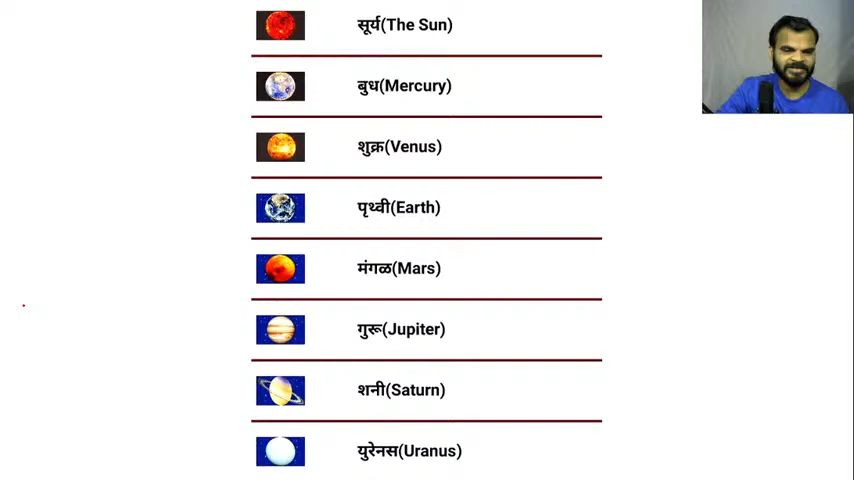 सूर्य(The Sun)
बुध(Mercury)
शुक्र(Venus)
पृथ्वी(Earth)
मंगळ(Mars)
गुरू(Jupiter)
शनी(Saturn)
युरेनस(Uranus)